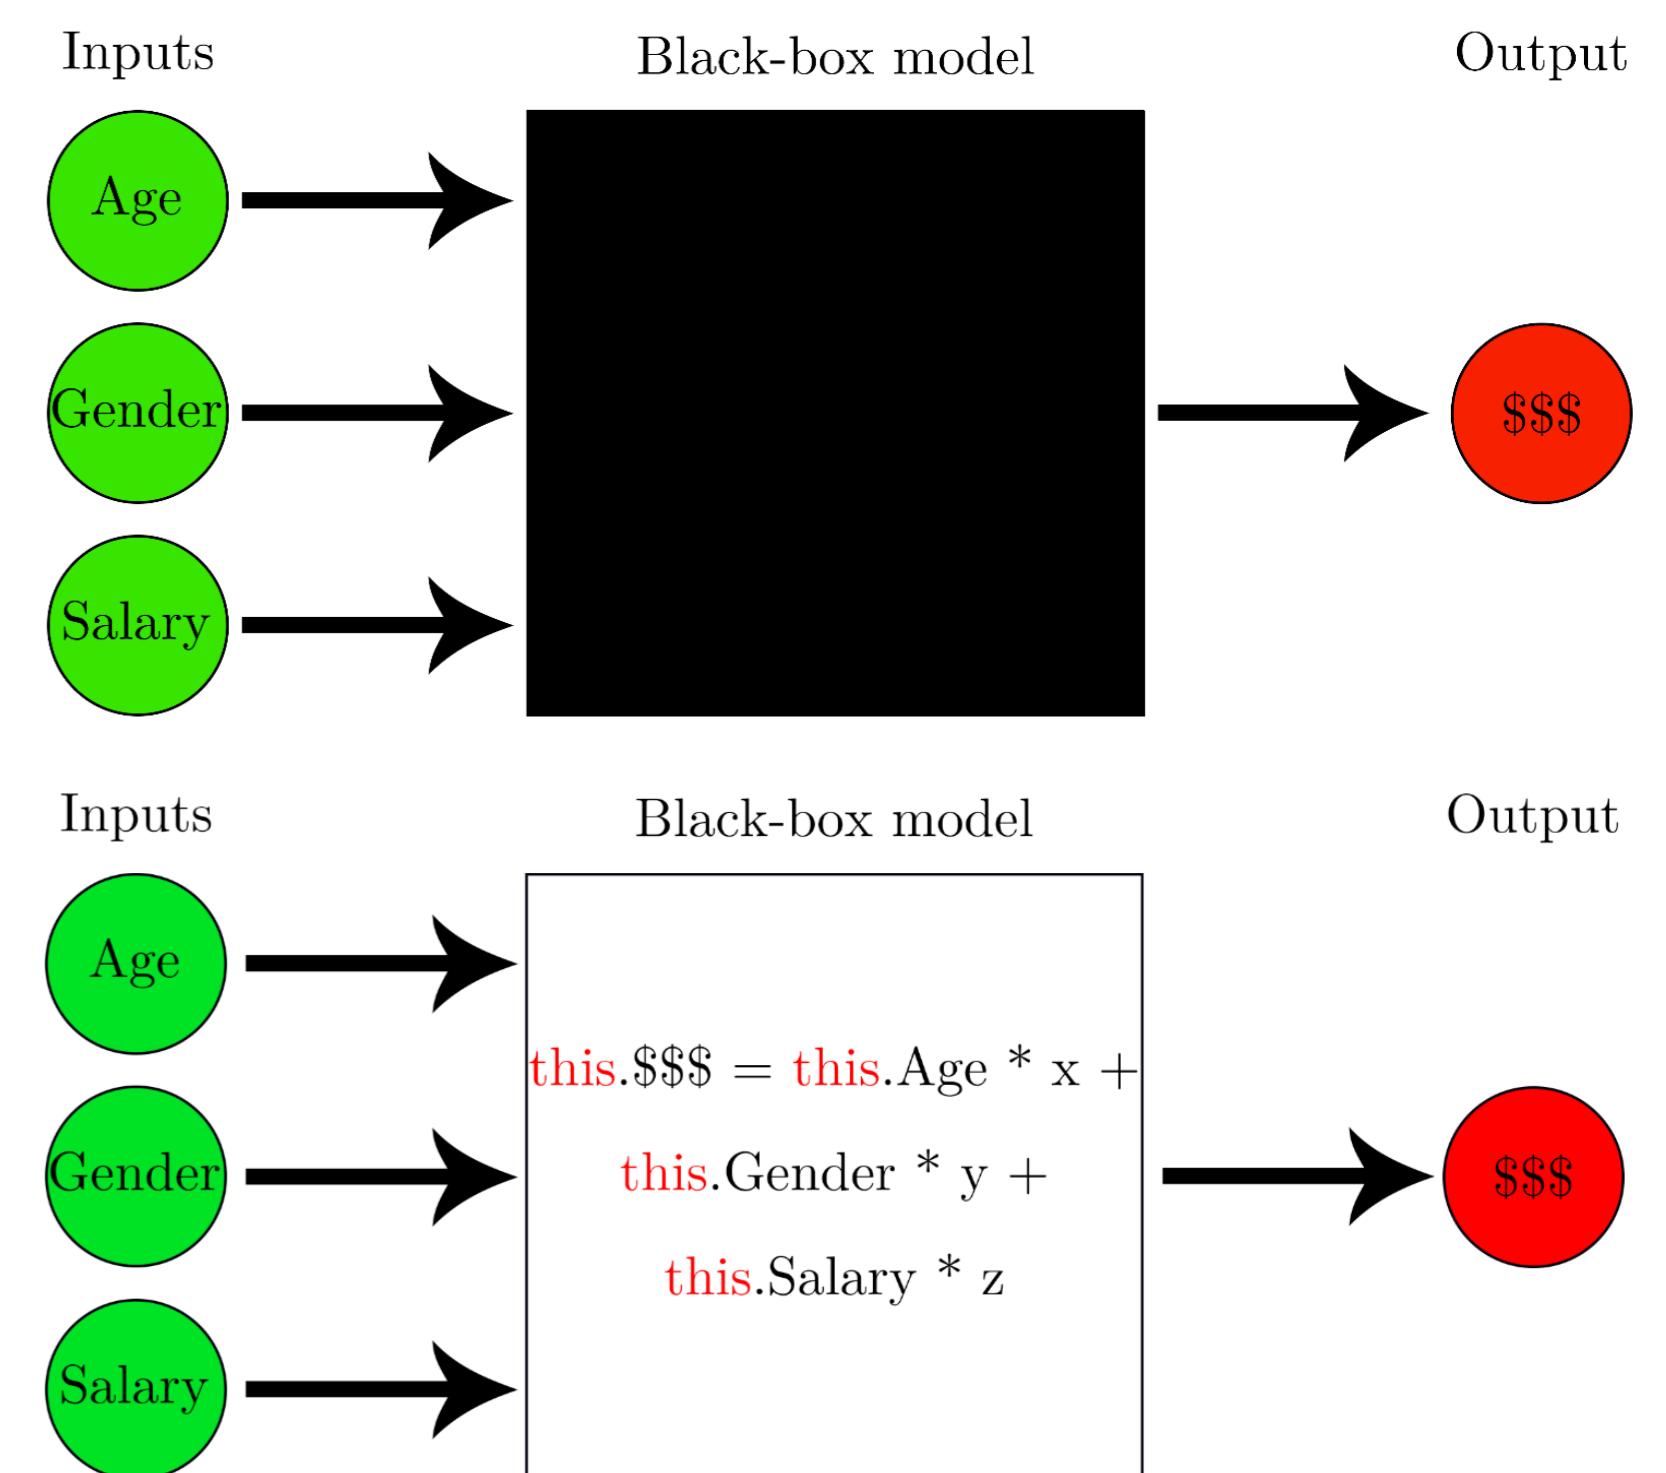 Inputs
Black-box model
Output
Age
Gender
$$$
Salary
Inputs
Black-box model
Output
Age
this.$$$ = this.Age * x +
Gender
this.Gender * y +
$$$
this.Salary * z
Salary